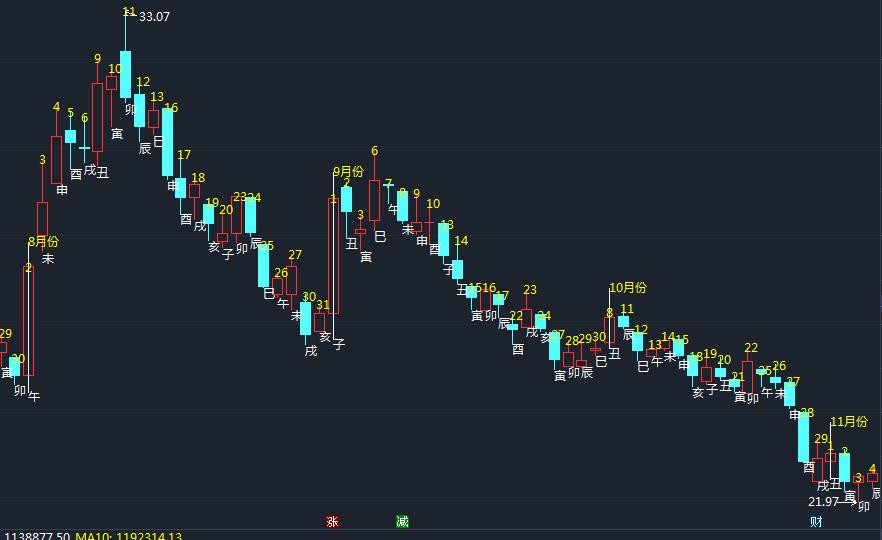 11
33.07
9
10
12
卯
13
16
4
5
6
寅
辰
巳
3
申
酉
戌
丑
17
申
18
9月份
6
2
7
8
9
8月份
未
酉
戌
19
20
23
24
1
3
午
10
2
亥
子
卯
辰
25
丑
寅
巳
未
申
酉
13
14
26
27
子
巳
午
未
30
31
丑
15
16
17
23
10月份
29
30
戌
亥
子
寅
卯
辰
22
戌
24
亥
8
11
辰
12
寅
卯
午
酉
27
28
29
30
寅
卯
辰
巳
丑
巳
13
午
14
未
15
申
18
19
20
21
22
25
26
27
亥
子
丑
寅
卯
午
未
申
28
29
11月份
1
2
3
4
酉
戌
丑
寅
卯
辰
21.97
涨
减
财
1138877.50 MA10: 1192314.13